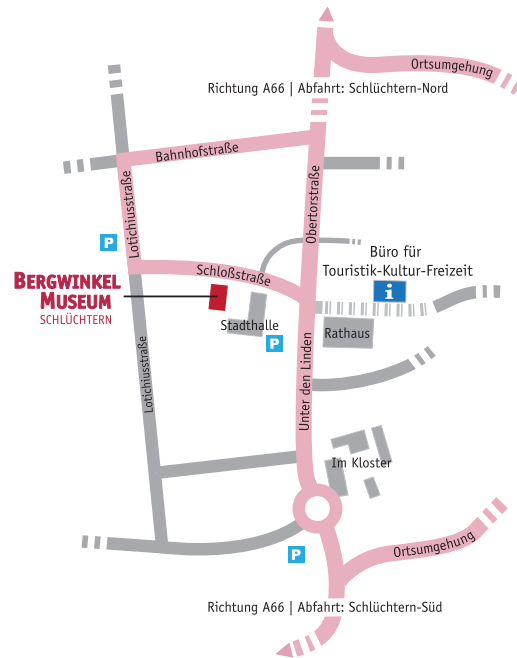 Ortsumgehung
Richtung A66 | Abfahrt: Schlüchtern-Nord
Bahnhofstraße
Lotichiusstraße
Obertorstraße
P
Schloßstraße
Büro für
Touristik-Kultur-Freizeit
i
BERGWINKEL
MUSEUM
SCHLÜCHTERN
Stadthalle
Rathaus
P
Lotichiusstraße
Unter den Linden
Im Kloster
P
Ortsumgehung
Richtung A66 | Abfahrt: Schlüchtern-Süd